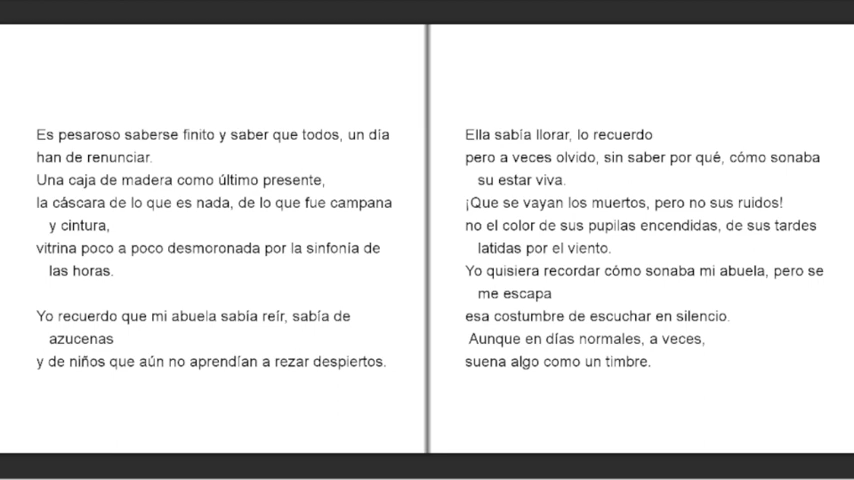 Es pesaroso saberse finito y saber que todos, un día
han de renunciar.
Una caja de madera como último presente,
la cáscara de lo que es nada, de lo que fue campana
y cintura,
vitrina poco a poco desmoronada por la sinfonía de
las horas.
Yo recuerdo que mi abuela sabía reír, sabía de
azucenas
y de niños que aún no aprendían a rezar despiertos.
Ella sabía llorar, lo recuerdo
pero a veces olvido, sin saber por qué, cómo sonaba
su estar viva.
¡Que se vayan los muertos, pero no sus ruidos!
no el color de sus pupilas encendidas, de sus tardes
latidas por el viento.
Yo quisiera recordar cómo sonaba mi abuela, pero se
me escapa
esa costumbre de escuchar en silencio.
Aunque en días normales, a veces,
suena algo como un timbre.